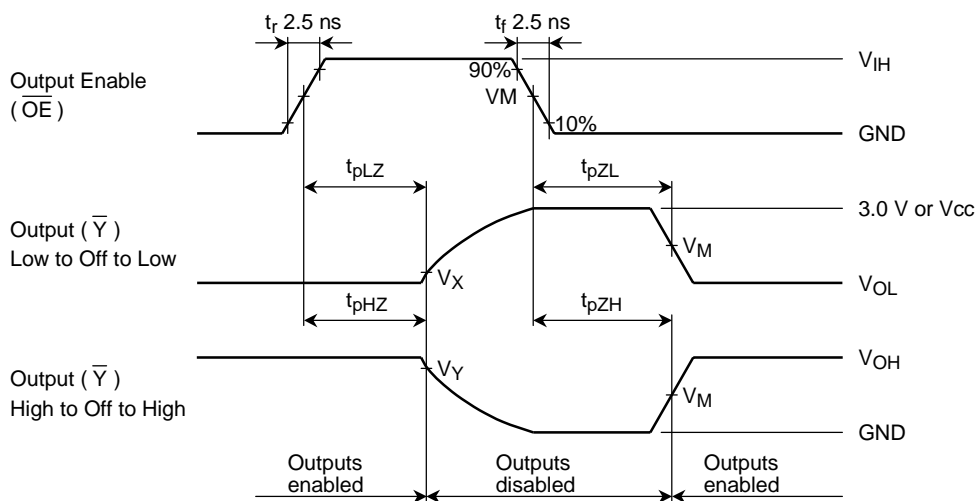 tr 2.5 ns
tf 2.5 ns
Output Enable
( O̅E̅ )
90%
VM
10%
VIH
GND
tpLZ
tpZL
Output ( Y̅ )
Low to Off to Low
VX
VM
3.0 V or Vcc
VOL
tpHZ
tpZH
Output ( Y̅ )
High to Off to High
VY
VM
VOH
GND
Outputs
enabled
Outputs
disabled
Outputs
enabled